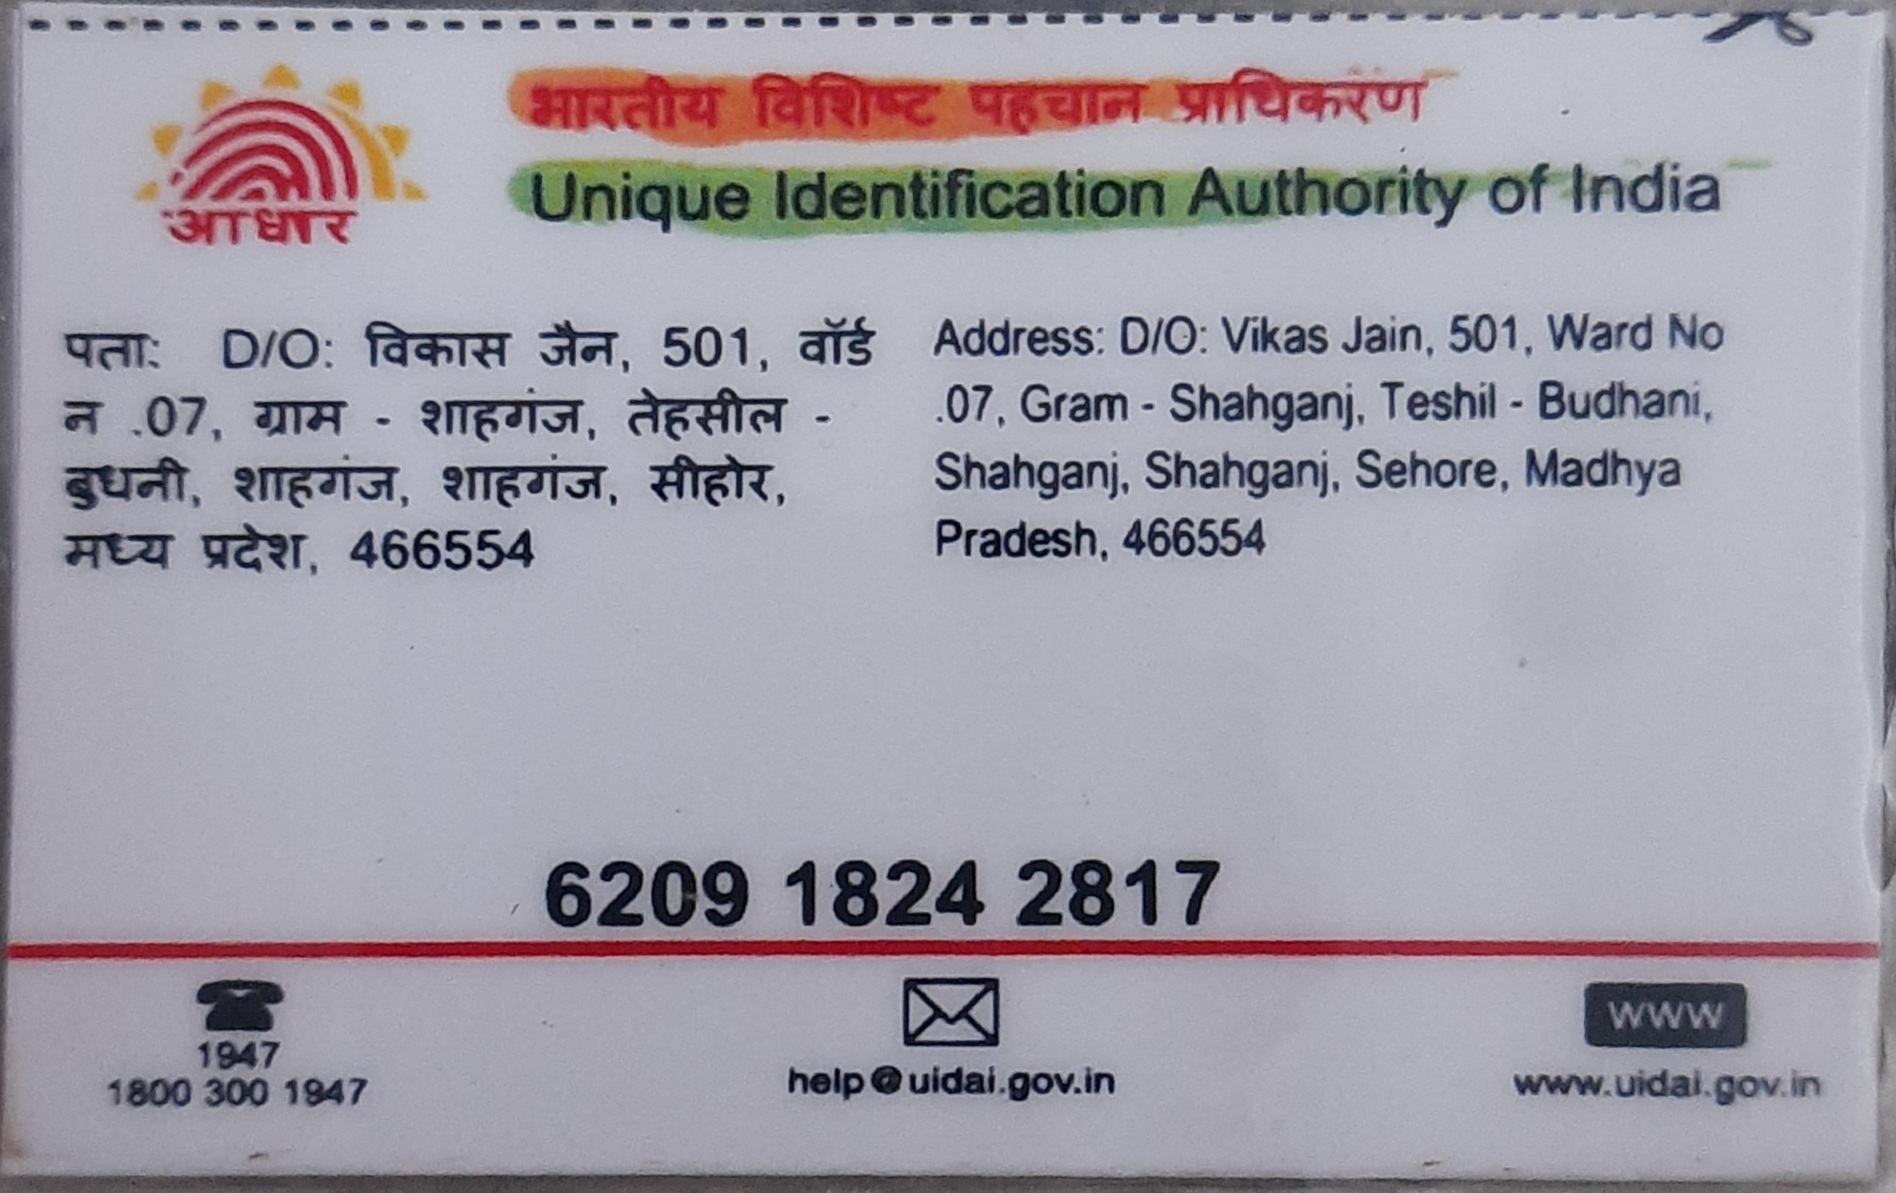 भारतीय विशिष्ट पहचान प्राधिकरण
Unique Identification Authority of India
आधार
पता: D/O: विकास जैन, 501, वॉर्ड
न .07, ग्राम - शाहगंज, तेहसील -
बुधनी, शाहगंज, शाहगंज, सीहोर,
मध्य प्रदेश, 466554
Address: D/O: Vikas Jain, 501, Ward No
.07, Gram - Shahganj, Teshil - Budhani,
Shahganj, Shahganj, Sehore, Madhya
Pradesh, 466554
6209 1824 2817
1947
1800 300 1947
help@uidai.gov.in
www
www.uidai.gov.in